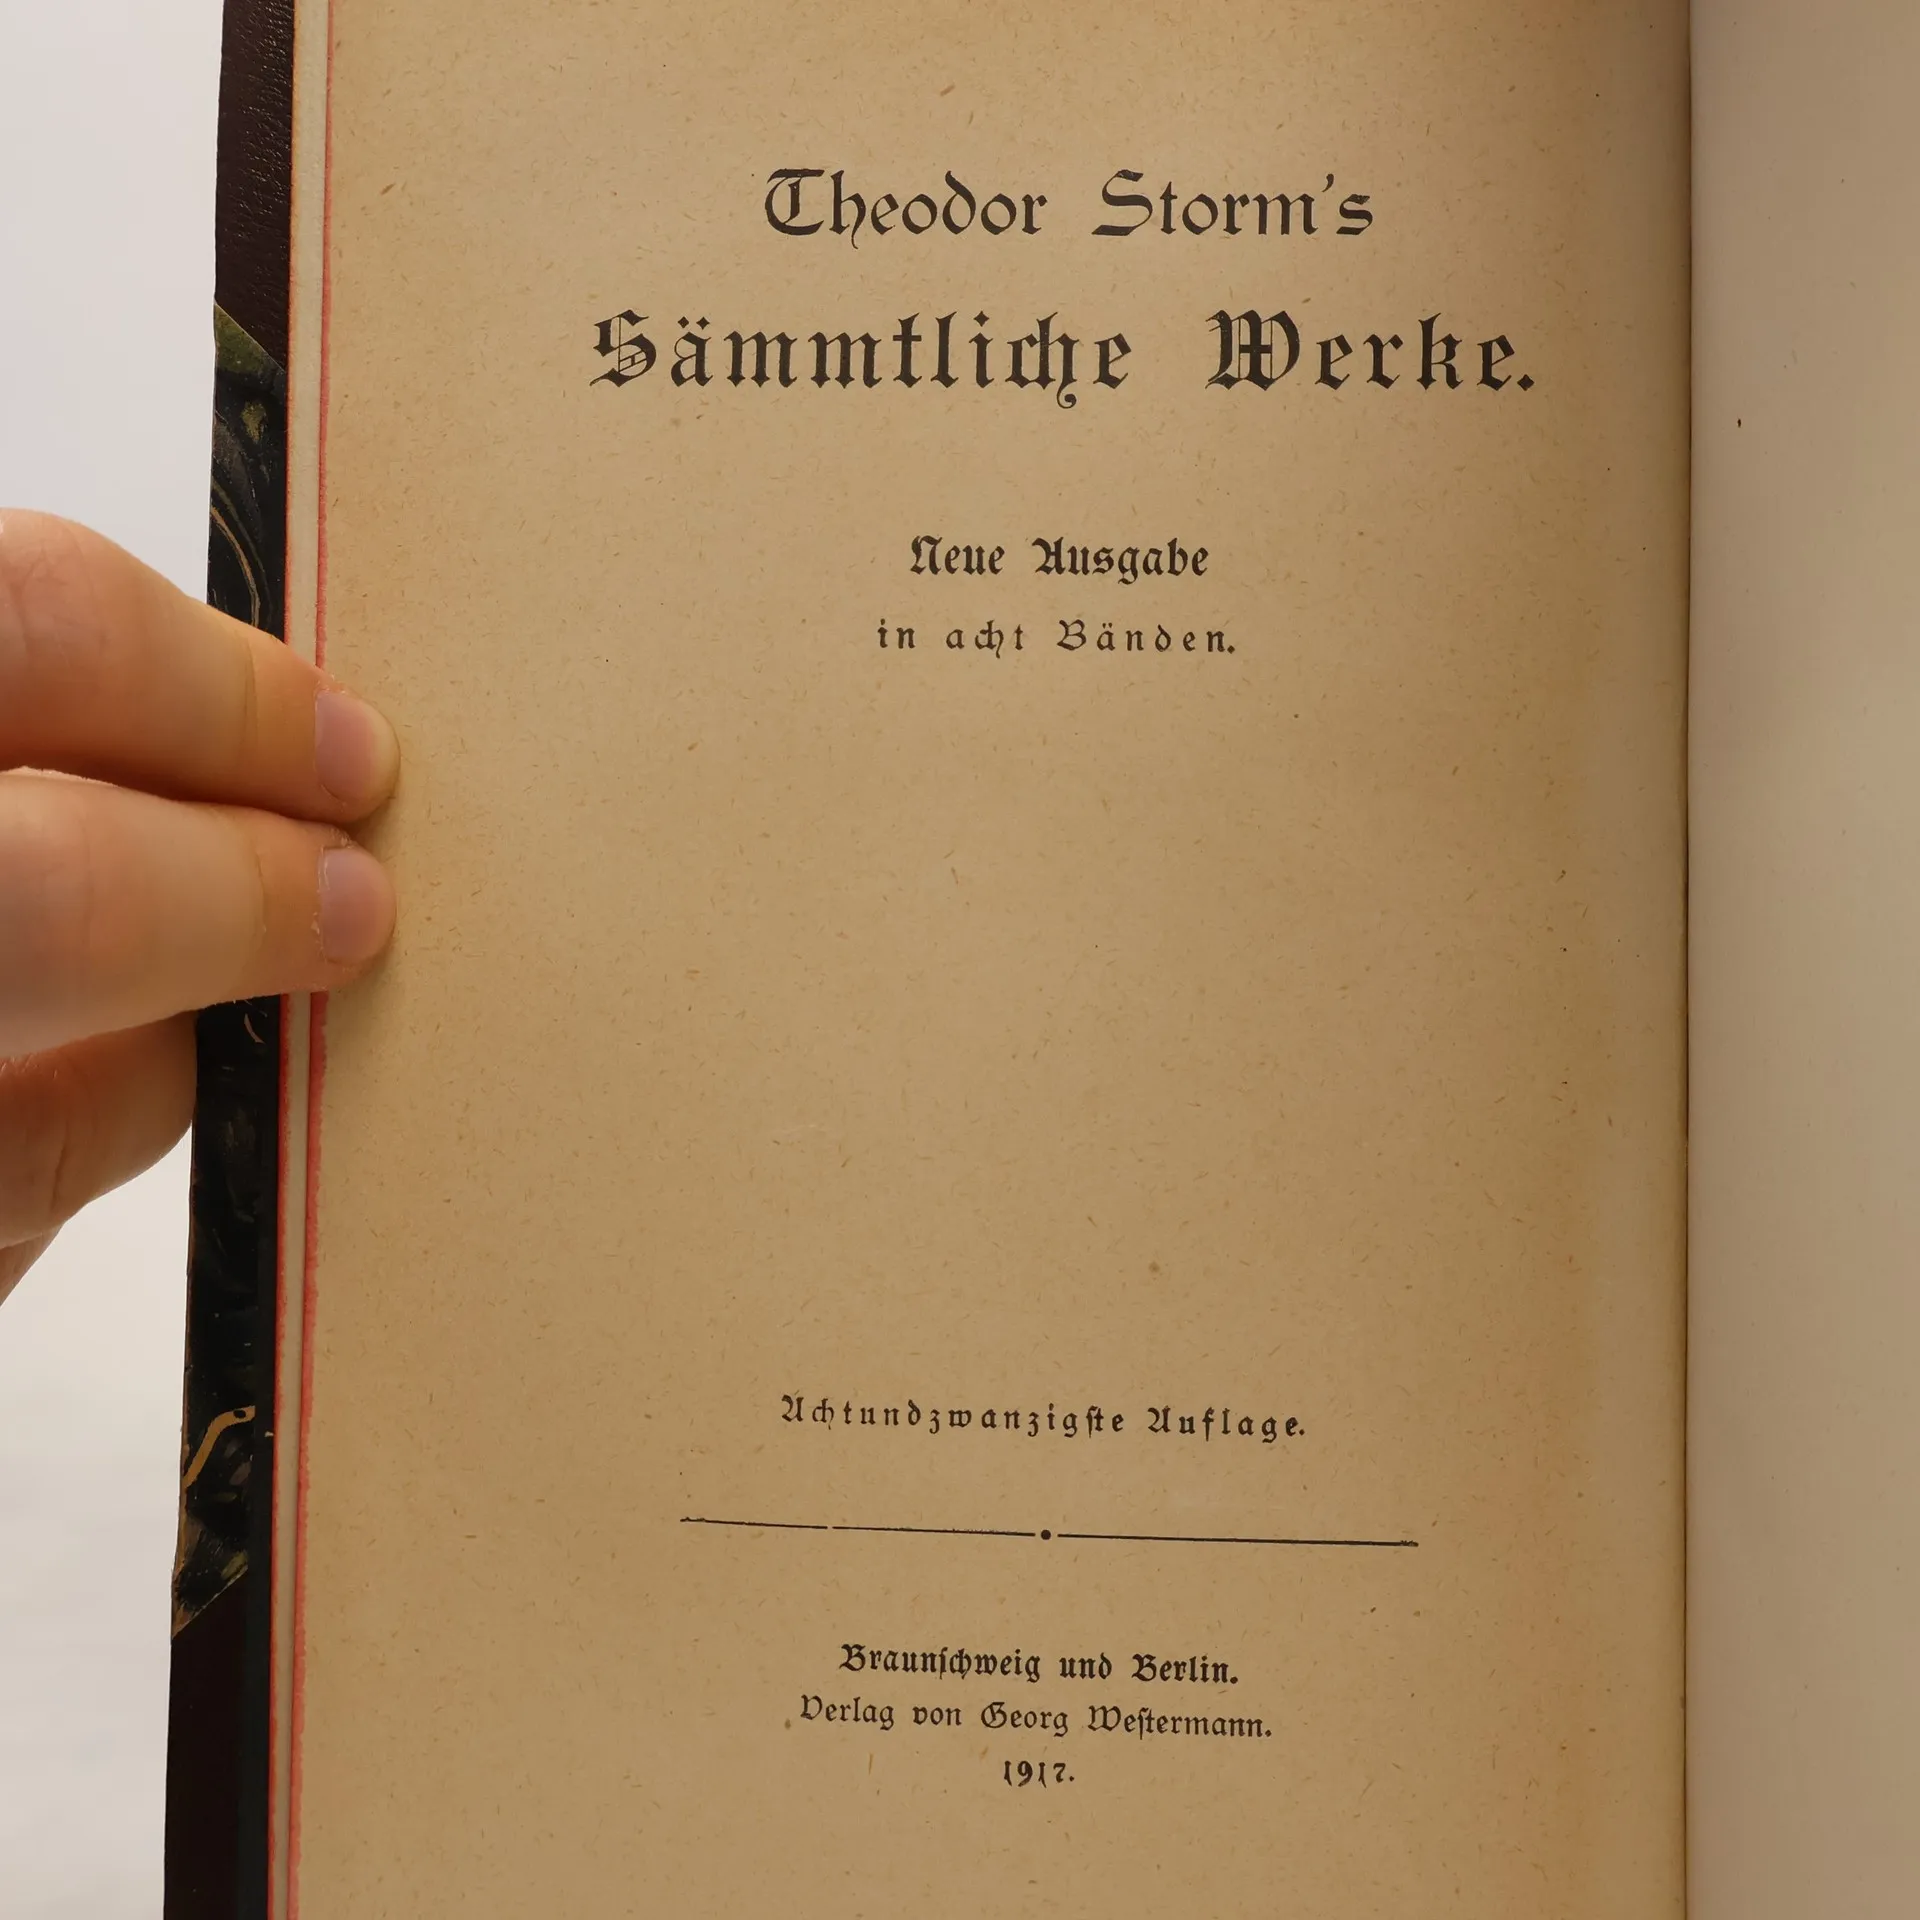 Theodor Storm's
Sämmtliche Werke.
Neue Ausgabe
in acht Bänden.
Achtundzwanzigſte Auflage.
Braunſchweig und Berlin.
Verlag von Georg Weſtermann.
1917.